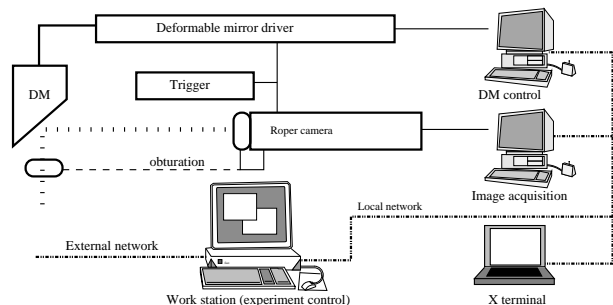 Deformable mirror driver
DM
Trigger
DM control
Roper camera
obturation
Image acquisition
Local network
External network
Work station (experiment control)
X terminal